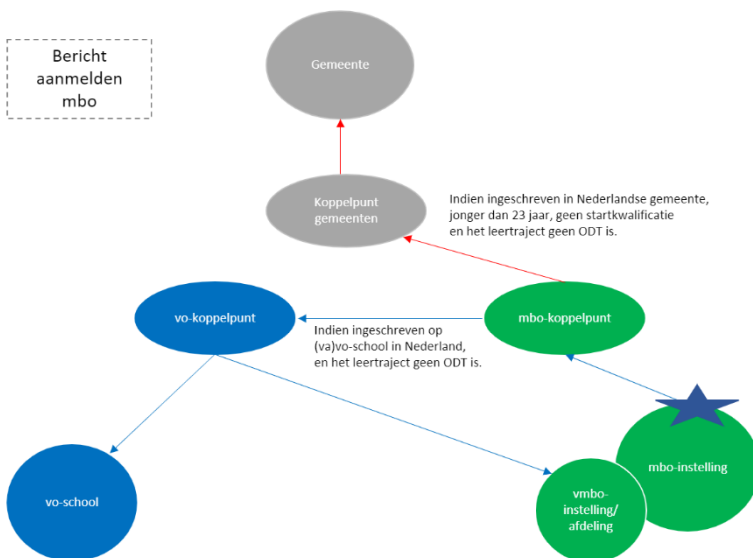 Bericht
aanmelden
mbo
Gemeente
Koppelpunt
gemeenten
Indien ingeschreven in Nederlandse gemeente,
jonger dan 23 jaar, geen startkwalificatie
en het leertraject geen ODT is.
vo-koppelpunt
mbo-koppelpunt
Indien ingeschreven op
(va)vo-school in Nederland,
en het leertraject geen ODT is.
mbo-instelling
vo-school
vmbo-
instelling/
afdeling